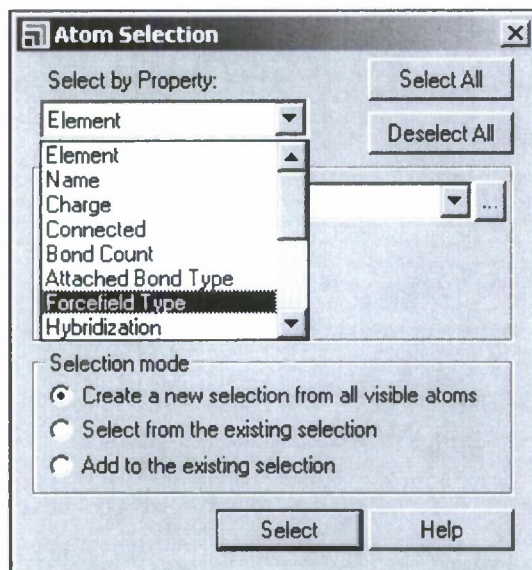 Atom Selection
Select by Property:
Select All
Element
Deselect All
Element
Name
Charge
Connected
Bond Count
Attached Bond Type
Forcefield Type
Hybridization
...
Selection mode
Create a new selection from all visible atoms
Select from the existing selection
Add to the existing selection
Select
Help